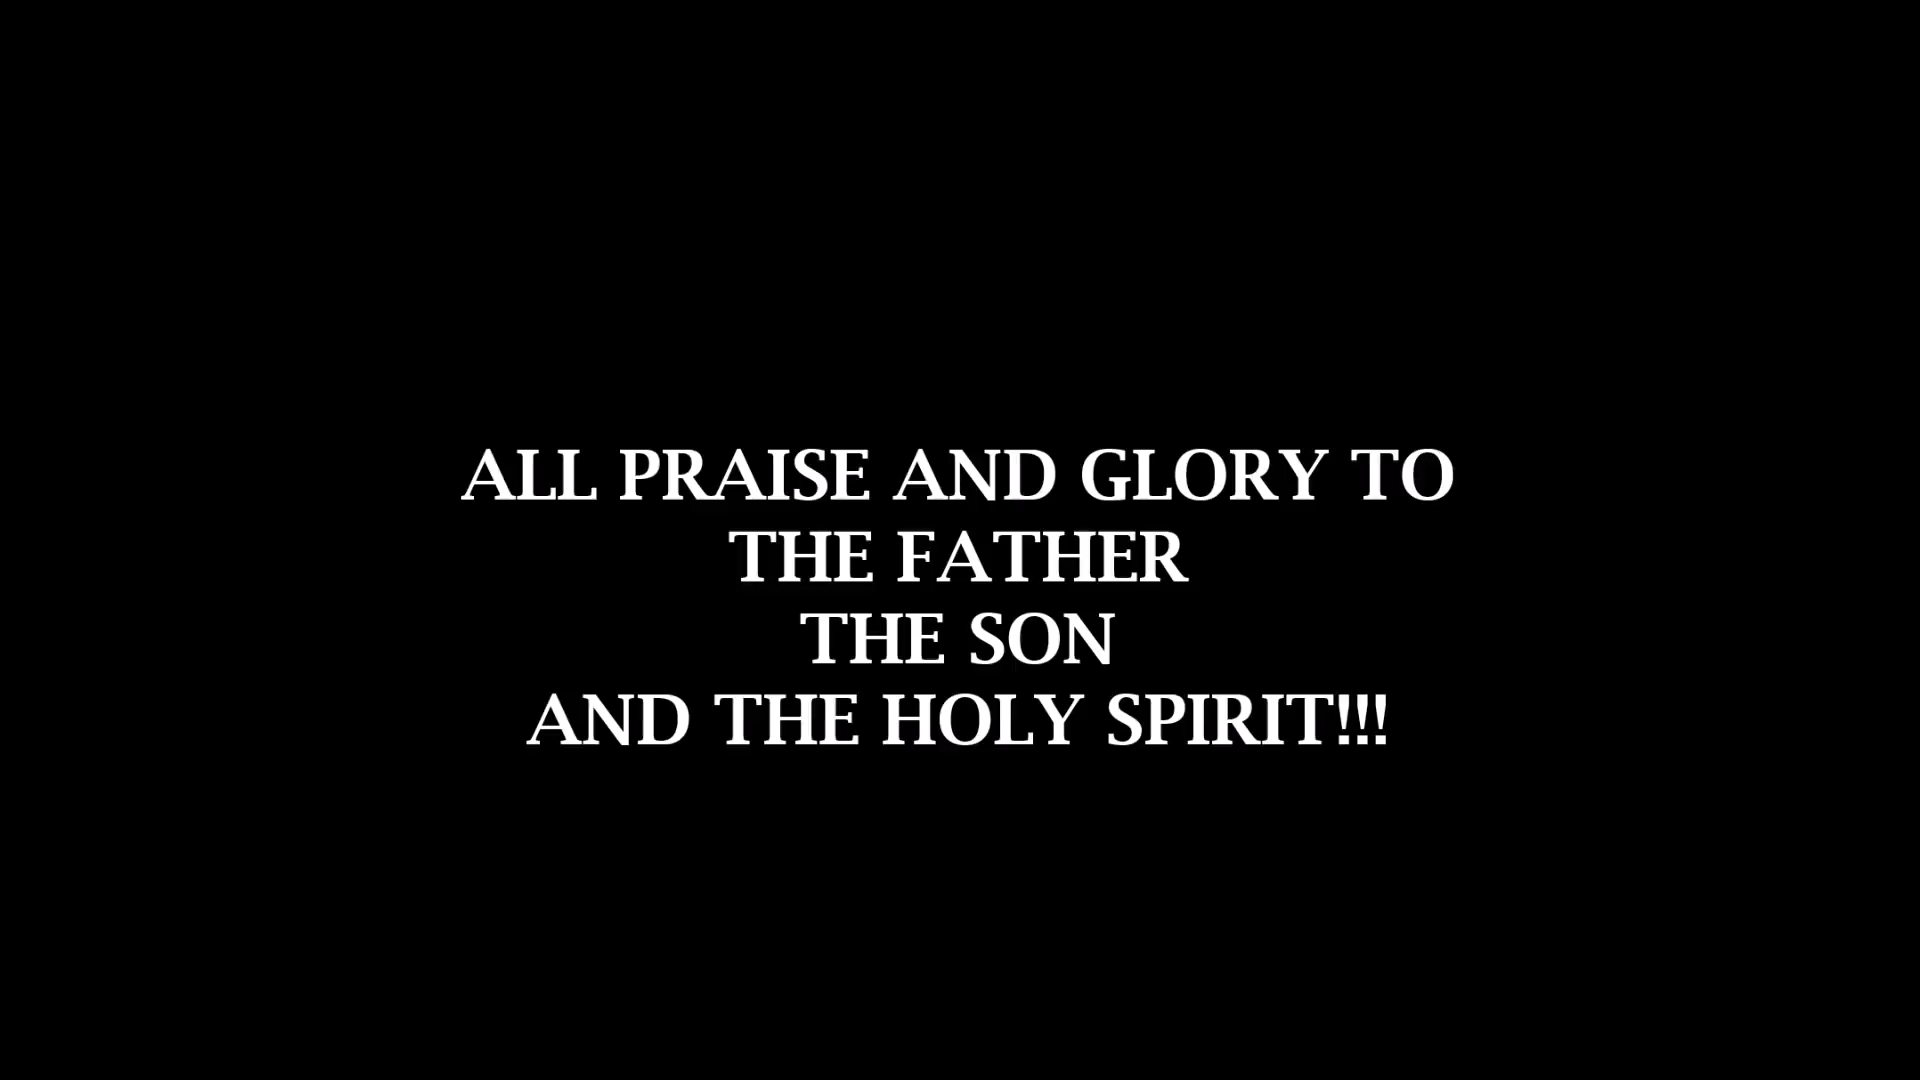 ALL PRAISE AND GLORY TO
THE FATHER
THE SON
AND THE HOLY SPIRIT!!!